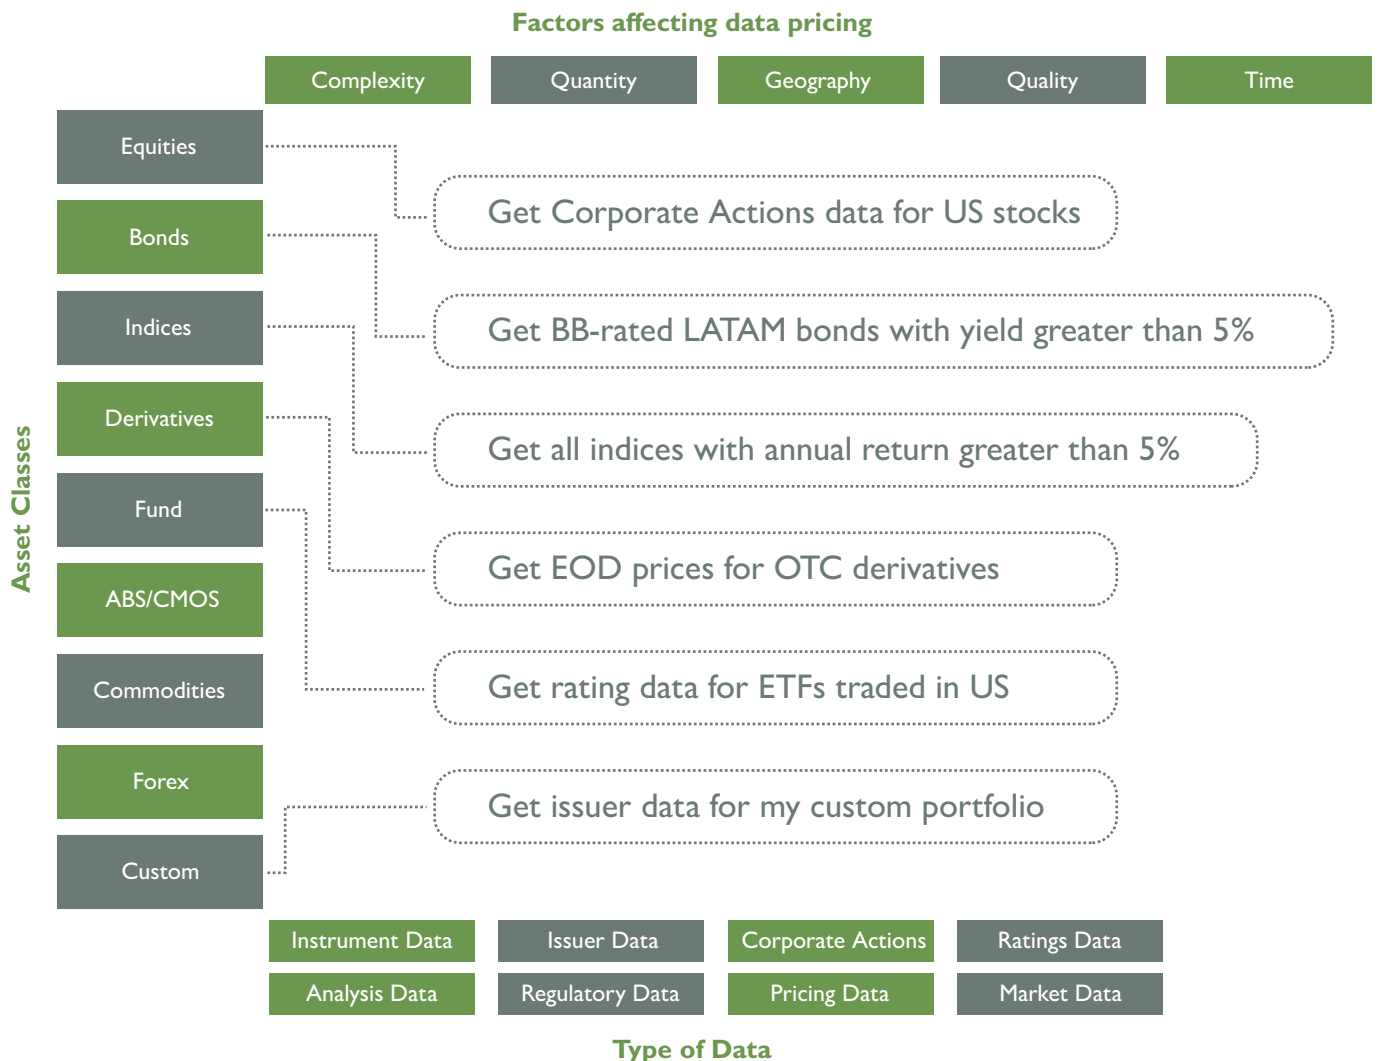 Factors affecting data pricing
Complexity
Quantity
Geography
Quality
Time
Asset Classes
Equities
Bonds
Indices
Derivatives
Fund
ABS/CMOS
Commodities
Forex
Custom
Get Corporate Actions data for US stocks
Get BB-rated LATAM bonds with yield greater than 5%
Get all indices with annual return greater than 5%
Get EOD prices for OTC derivatives
Get rating data for ETFs traded in US
Get issuer data for my custom portfolio
Instrument Data
Issuer Data
Corporate Actions
Ratings Data
Analysis Data
Regulatory Data
Pricing Data
Market Data
Type of Data